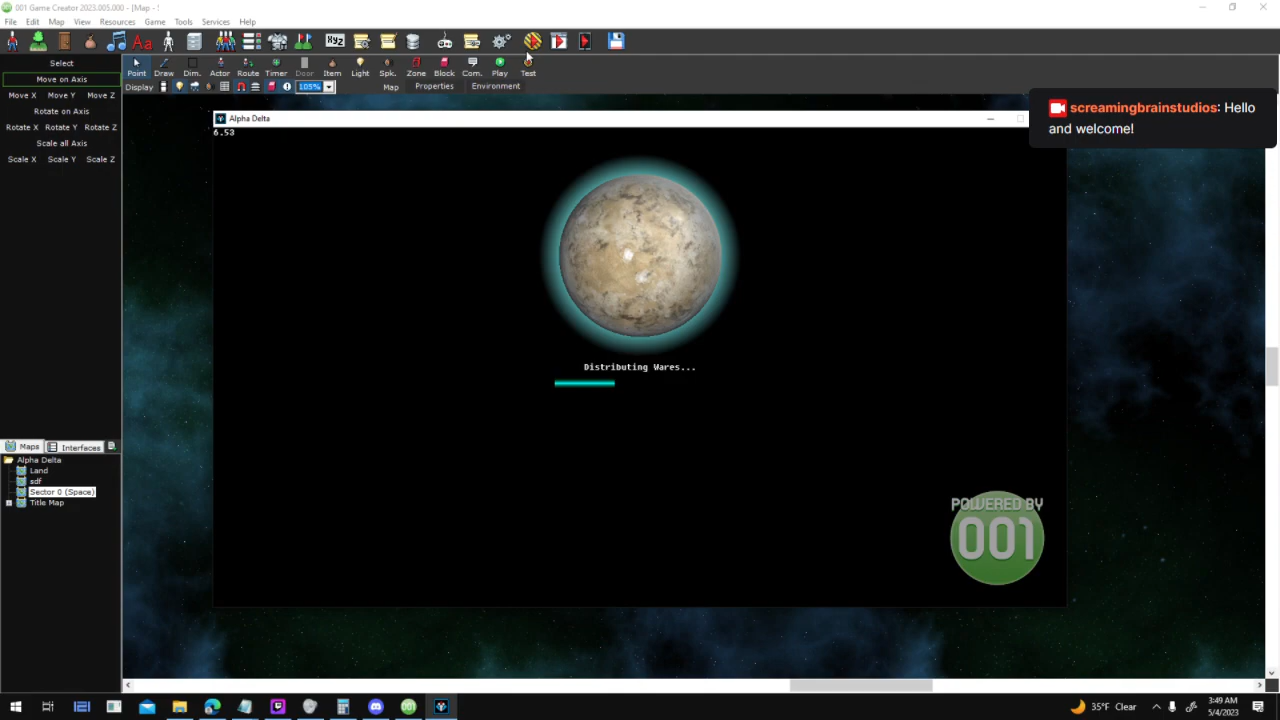 001 Game Creator 2023.005.000 - [Map - !
File Edit Map View Resources Game Tools Services Help
Aa xyz
Select
Move on Axis
Move X Move Y Move Z
Rotate on Axis
Rotate X Rotate Y Rotate Z
Scale all Axis
Scale X Scale Y Scale Z
Point Draw Dim. Actor Route Timer Door Item Light Spk. Zone Block Com. Play Test
Display 105% Map Properties Environment
Alpha Delta
6.53
screamingbrainstudios: Hello
and welcome!
Distributing Wares...
POWERED BY
001
Maps Interfaces
Alpha Delta
Land
sdf
Sector 0 (Space)
Title Map
35°F Clear
3:49 AM
5/4/2023